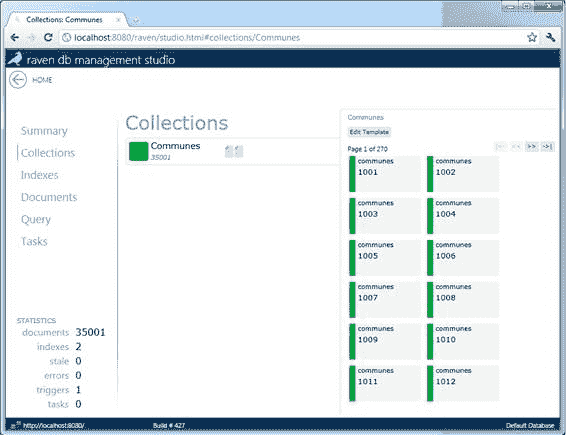 Collections: Communes
localhost:8080/raven/studio.html#collections/Communes
raven db management studio
HOME
Summary
Collections
Indexes
Documents
Query
Tasks
STATISTICS
documents 35001
indexes 2
stale 0
errors 0
triggers 1
tasks 0
Collections
Communes
35001
Communes
Edit Template
Page 1 of 270
|<-- << >> ->|
communes
1001
communes
1002
communes
1003
communes
1004
communes
1005
communes
1006
communes
1007
communes
1008
communes
1009
communes
1010
communes
1011
communes
1012
http://localhost:8080/
Build # 427
Default Database